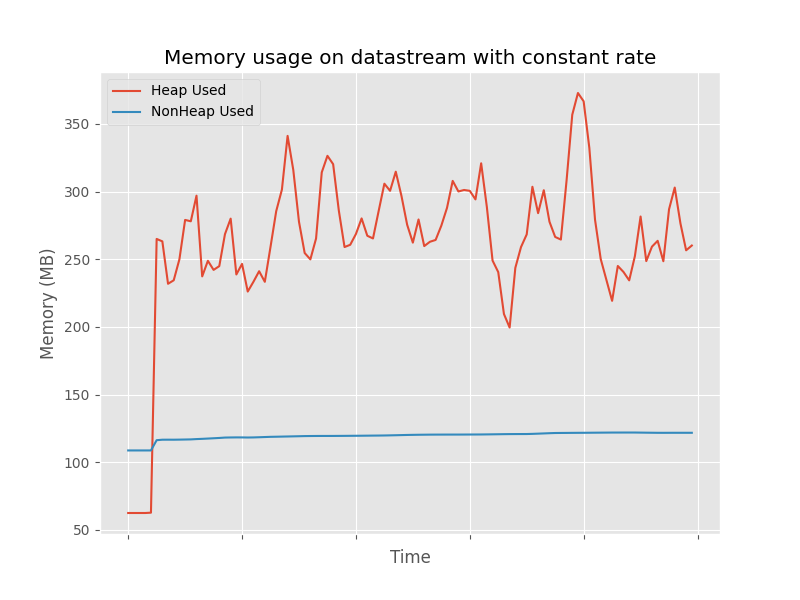 Memory usage on datastream with constant rate
Heap Used
NonHeap Used
350
300
250
200
150
100
50
Memory (MB)
Time